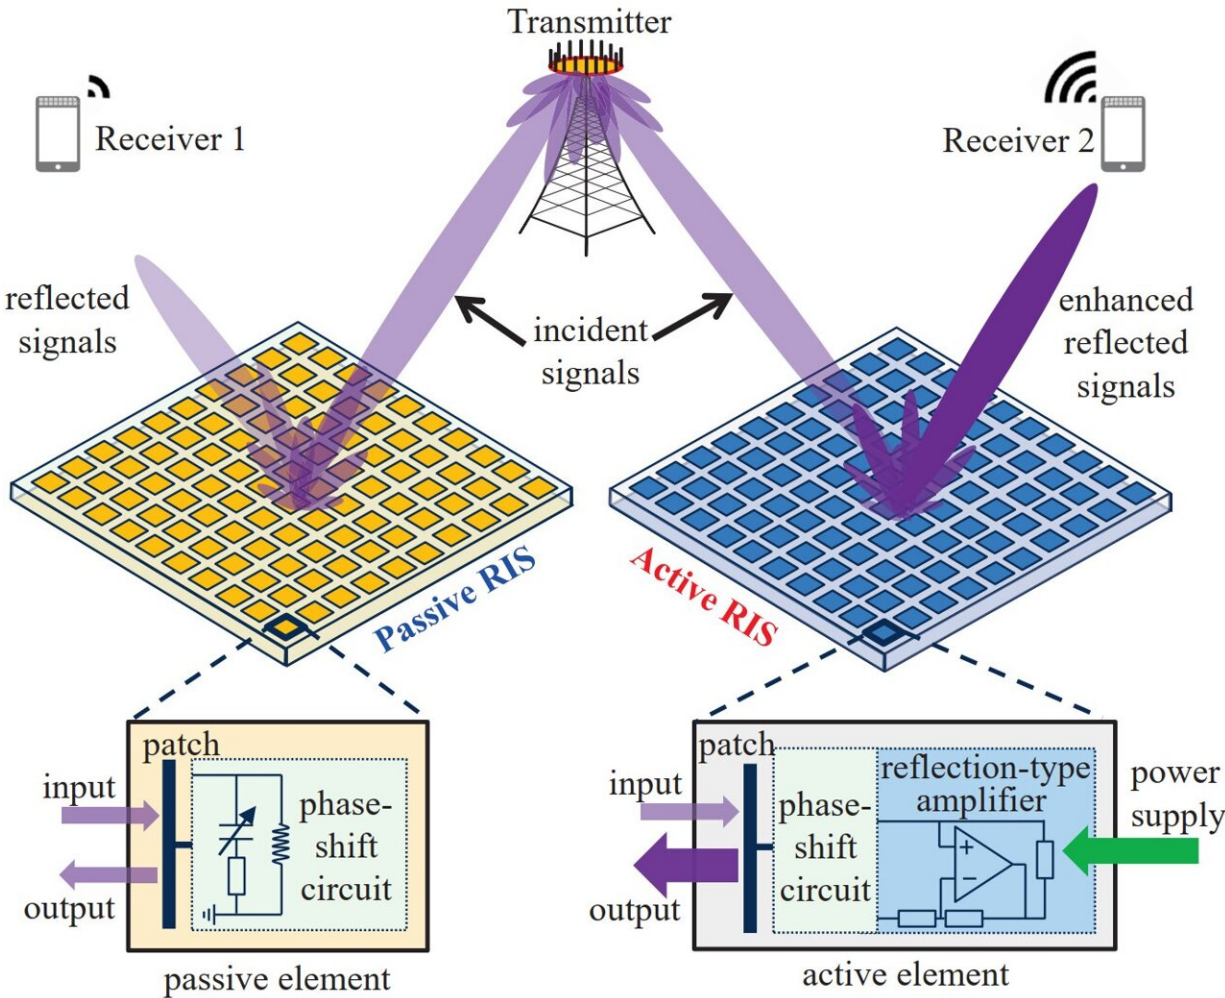 Transmitter
Receiver 1
Receiver 2
reflected
signals
incident
signals
enhanced
reflected
signals
Passive RIS
Active RIS
patch
input
output
phase-
shift
circuit
passive element
patch
input
output
phase-
shift
circuit
reflection-type
amplifier
+
−
power
supply
active element